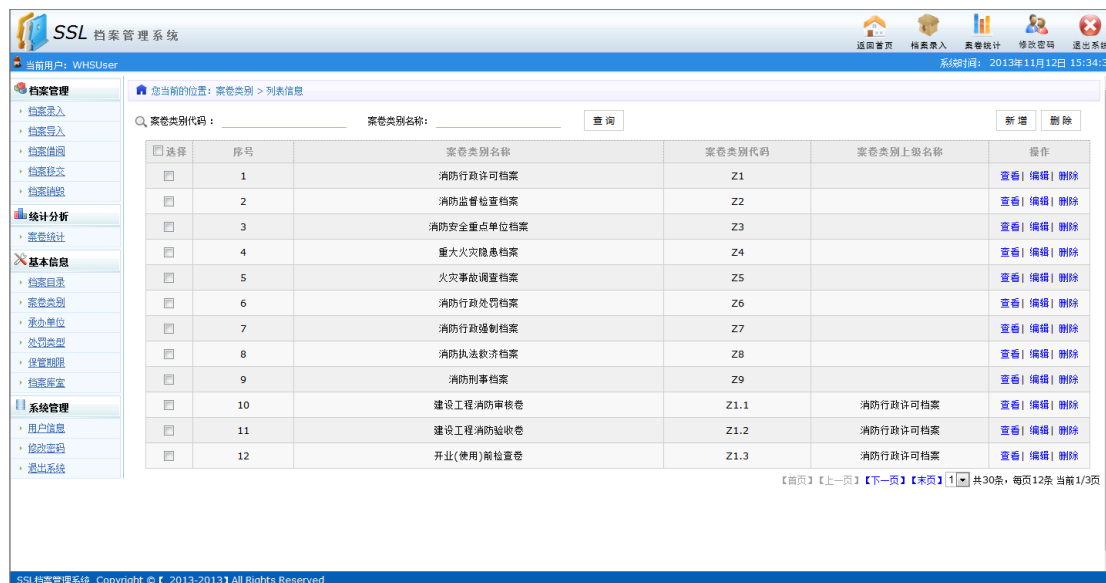 SSL 档案管理系统
返回首页 档案录入 案卷统计 修改密码 退出系统
当前用户: WHSUser 系统时间: 2013年11月12日 15:34:3
档案管理
档案录入
档案导入
档案借阅
档案移交
档案销毁
统计分析
案卷统计
基本信息
档案目录
案卷类别
承办单位
处罚类型
保管期限
档案库室
系统管理
用户信息
修改密码
退出系统
您当前的位置: 案卷类别 > 列表信息
案卷类别代码: 案卷类别名称: 查询 新增 删除
选择 序号 案卷类别名称 案卷类别代码 案卷类别上级名称 操作
1 消防行政许可档案 Z1 查看| 编辑| 删除
2 消防监督检查档案 Z2 查看| 编辑| 删除
3 消防安全重点单位档案 Z3 查看| 编辑| 删除
4 重大火灾隐患档案 Z4 查看| 编辑| 删除
5 火灾事故调查档案 Z5 查看| 编辑| 删除
6 消防行政处罚档案 Z6 查看| 编辑| 删除
7 消防行政强制档案 Z7 查看| 编辑| 删除
8 消防执法救济档案 Z8 查看| 编辑| 删除
9 消防刑事档案 Z9 查看| 编辑| 删除
10 建设工程消防审核卷 Z1.1 消防行政许可档案 查看| 编辑| 删除
11 建设工程消防验收卷 Z1.2 消防行政许可档案 查看| 编辑| 删除
12 开业(使用)前检查卷 Z1.3 消防行政许可档案 查看| 编辑| 删除
【首页】【上一页】【下一页】【末页】 1 共30条，每页12条 当前1/3页
SSL档案管理系统 Copyright ©【 2013-2013】All Rights Reserved